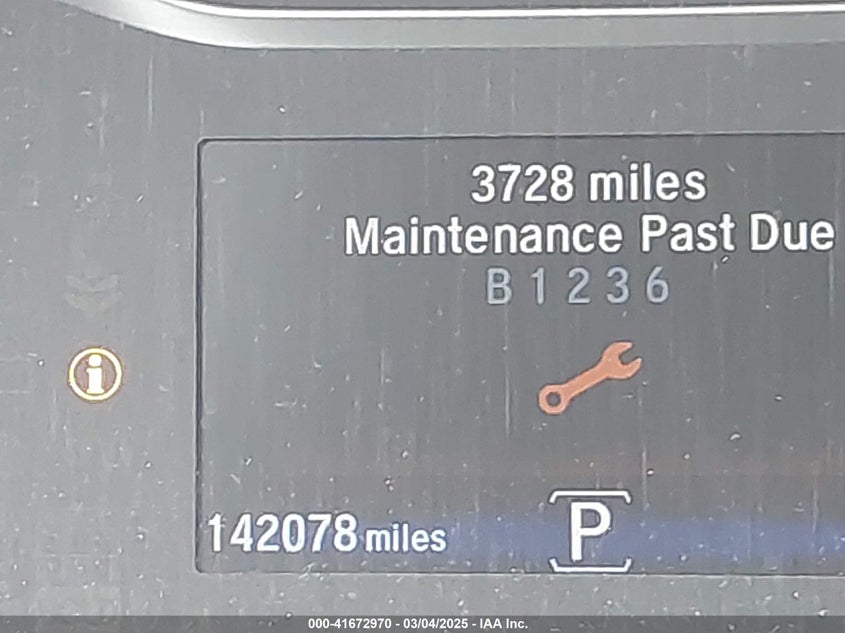 3728 miles
Maintenance Past Due
B 1 2 3 6
i
142078 miles
P
000-41672970 - 03/04/2025 - IAA Inc.